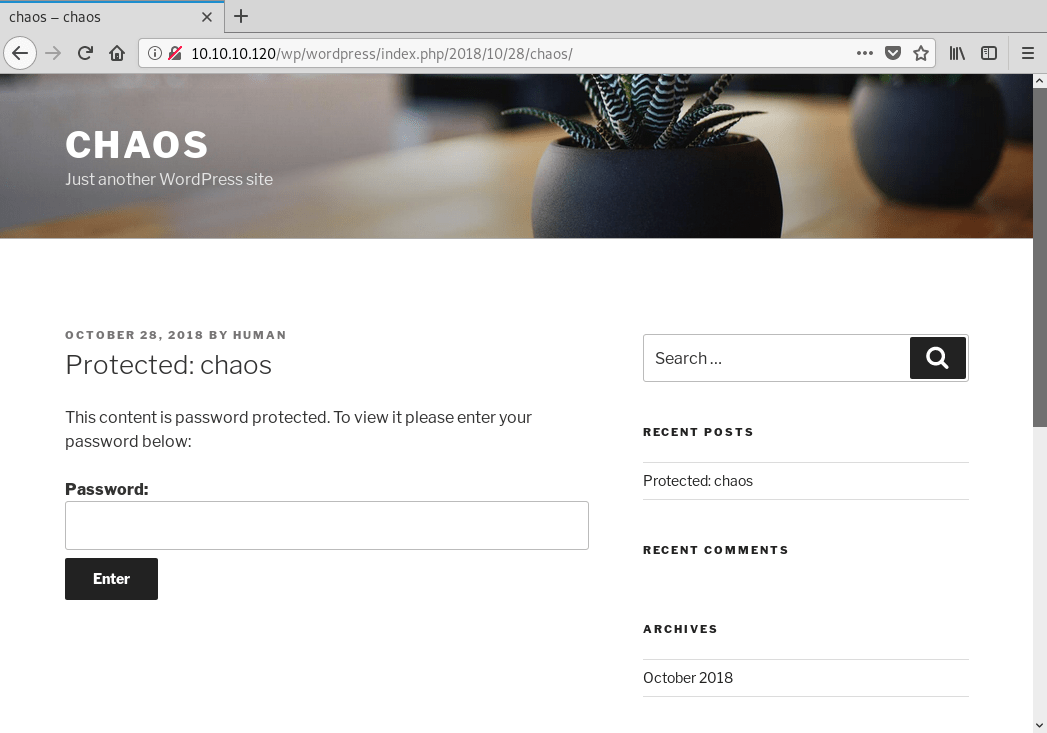 chaos – chaos
10.10.10.120/wp/wordpress/index.php/2018/10/28/chaos/
CHAOS
Just another WordPress site
OCTOBER 28, 2018 BY HUMAN
Protected: chaos
This content is password protected. To view it please enter your
password below:
Password:
Enter
Search …
RECENT POSTS
Protected: chaos
RECENT COMMENTS
ARCHIVES
October 2018